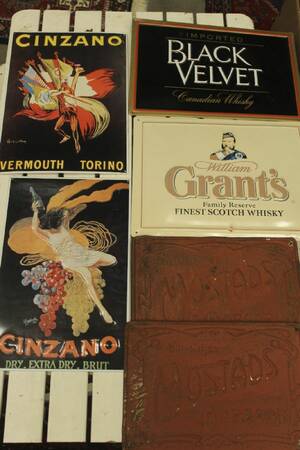 CINZANO
VERMOUTH TORINO
CINZANO
DRY, EXTRA DRY, BRUT
IMPORTED
BLACK
VELVET
Canadian Whisky
William
Grant's
Family Reserve
FINEST SCOTCH WHISKY